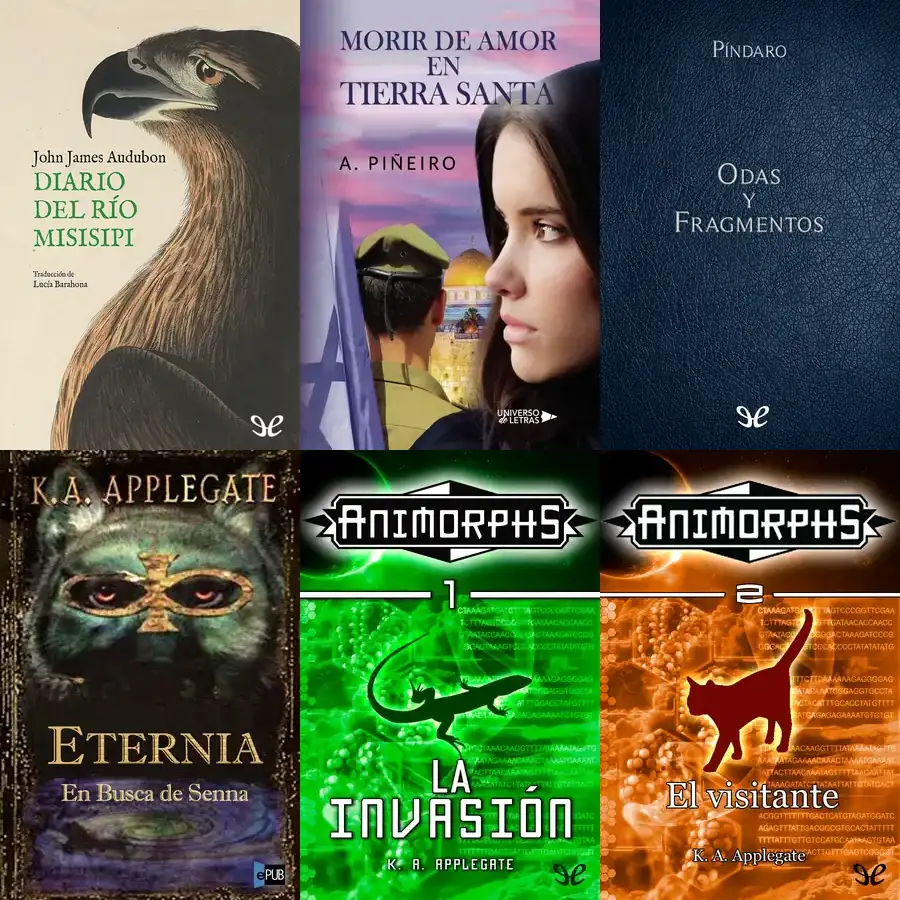 John James Audubon
DIARIO
DEL RÍO
MISISIPI
Traducción de
Lucía Barahona
MORIR DE AMOR
EN
TIERRA SANTA
A. PIÑEIRO
UNIVERSO
de LETRAS
PÍNDARO
ODAS
Y
FRAGMENTOS
K.A. APPLEGATE
ETERNIA
En Busca de Senna
ePUB
ANIMORPHS
1
LA
INVASIÓN
K. A. APPLEGATE
ANIMORPHS
2
El visitante
K. A. Applegate